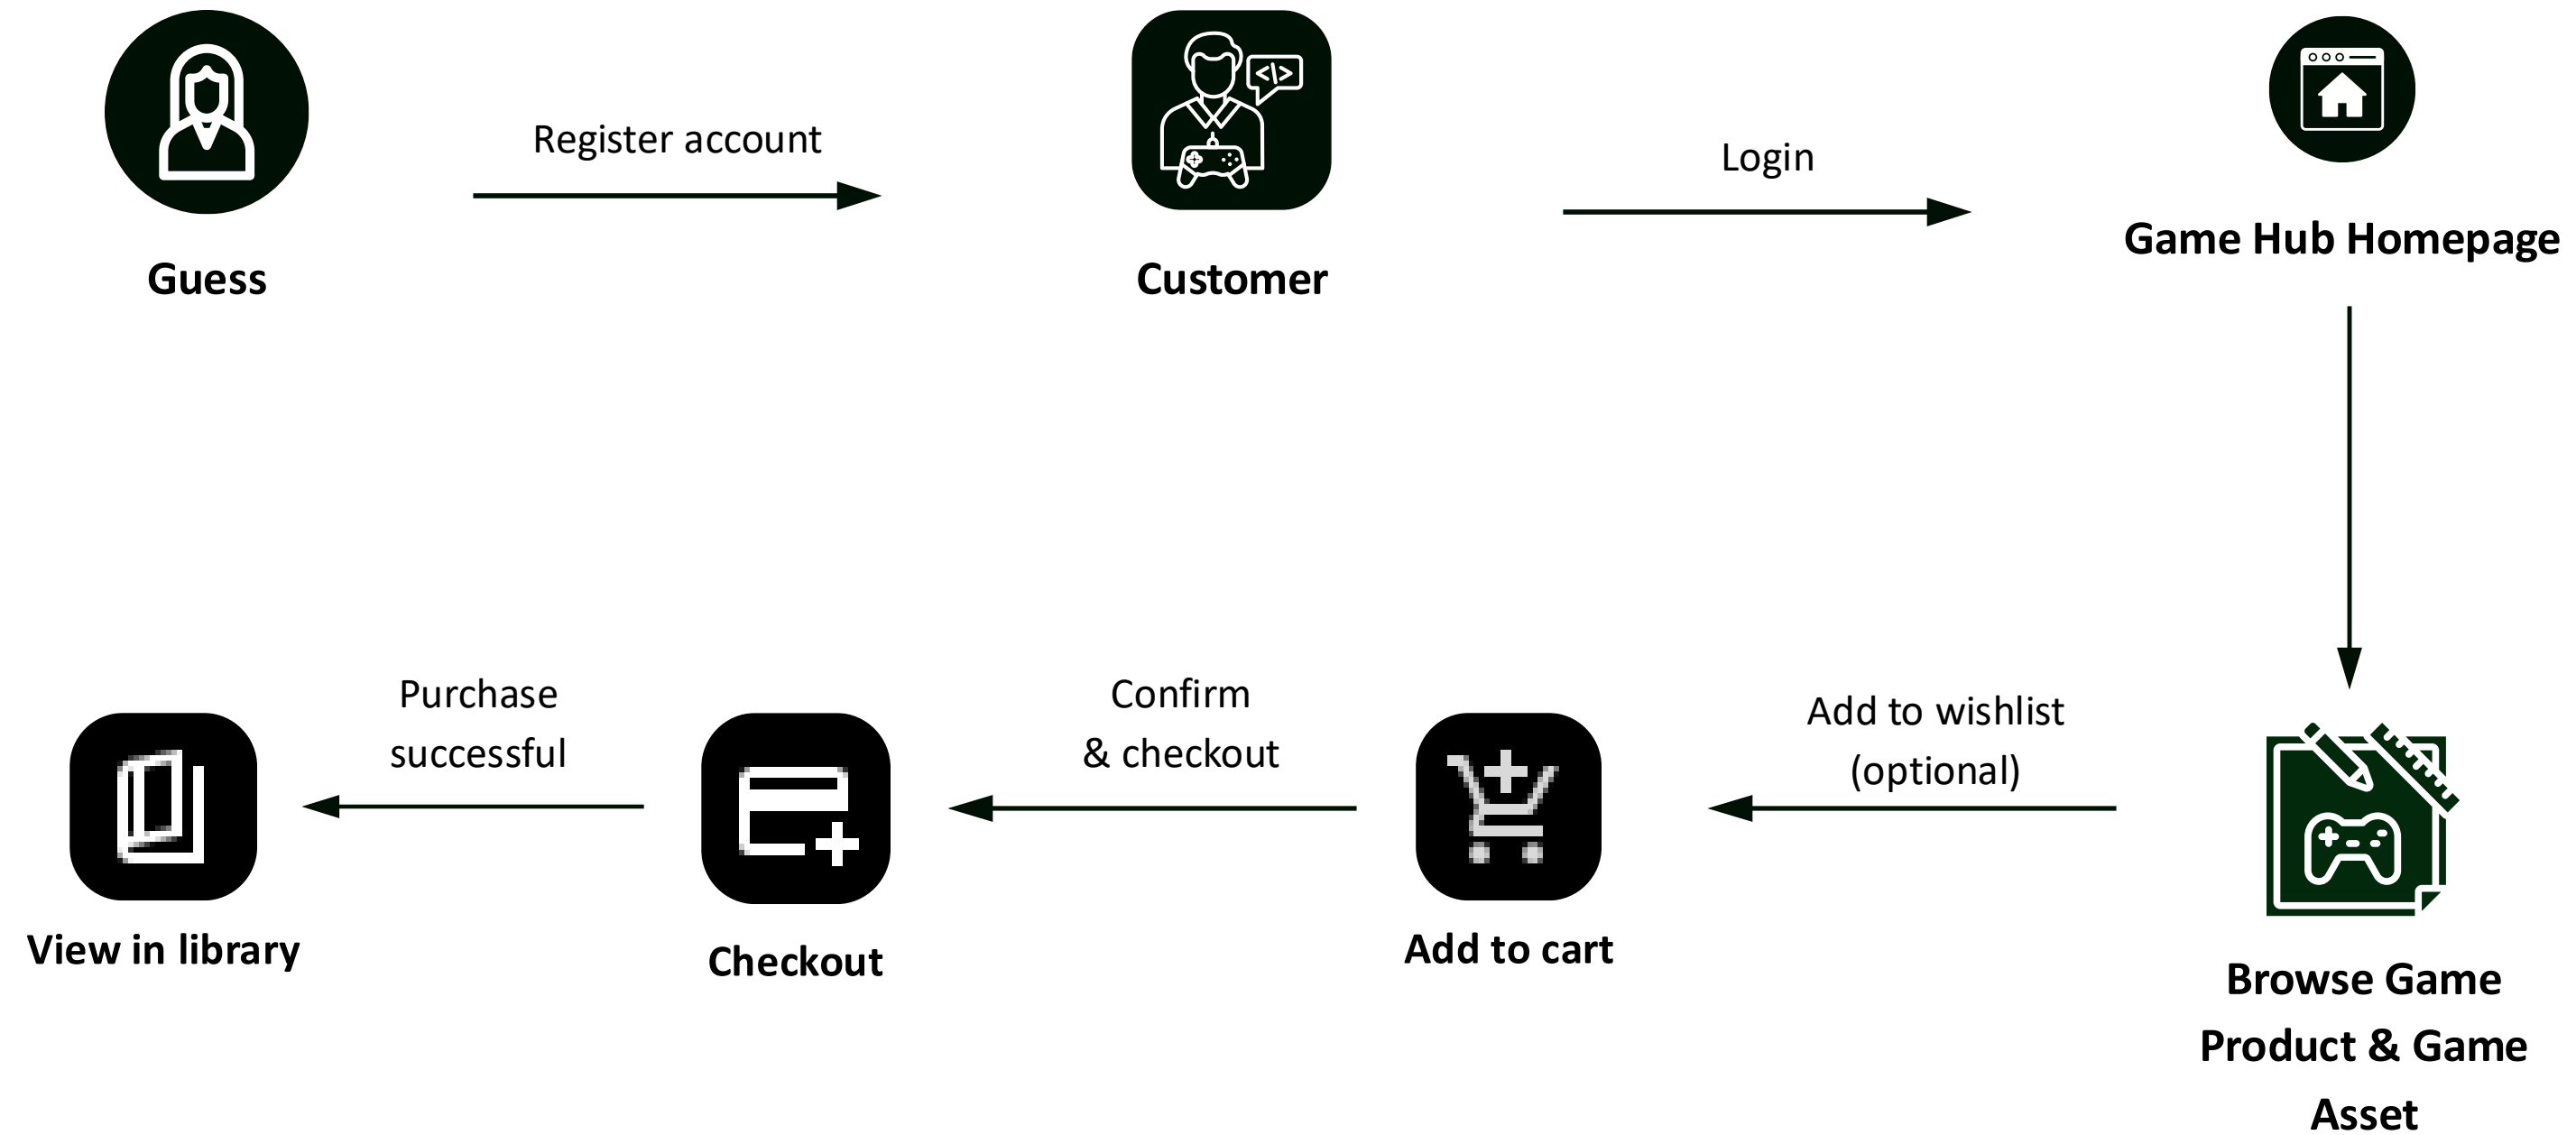 Register account
Guess
Customer
Login
Game Hub Homepage
Purchase
successful
Confirm
& checkout
Add to wishlist
(optional)
View in library
Checkout
Add to cart
Browse Game
Product & Game
Asset